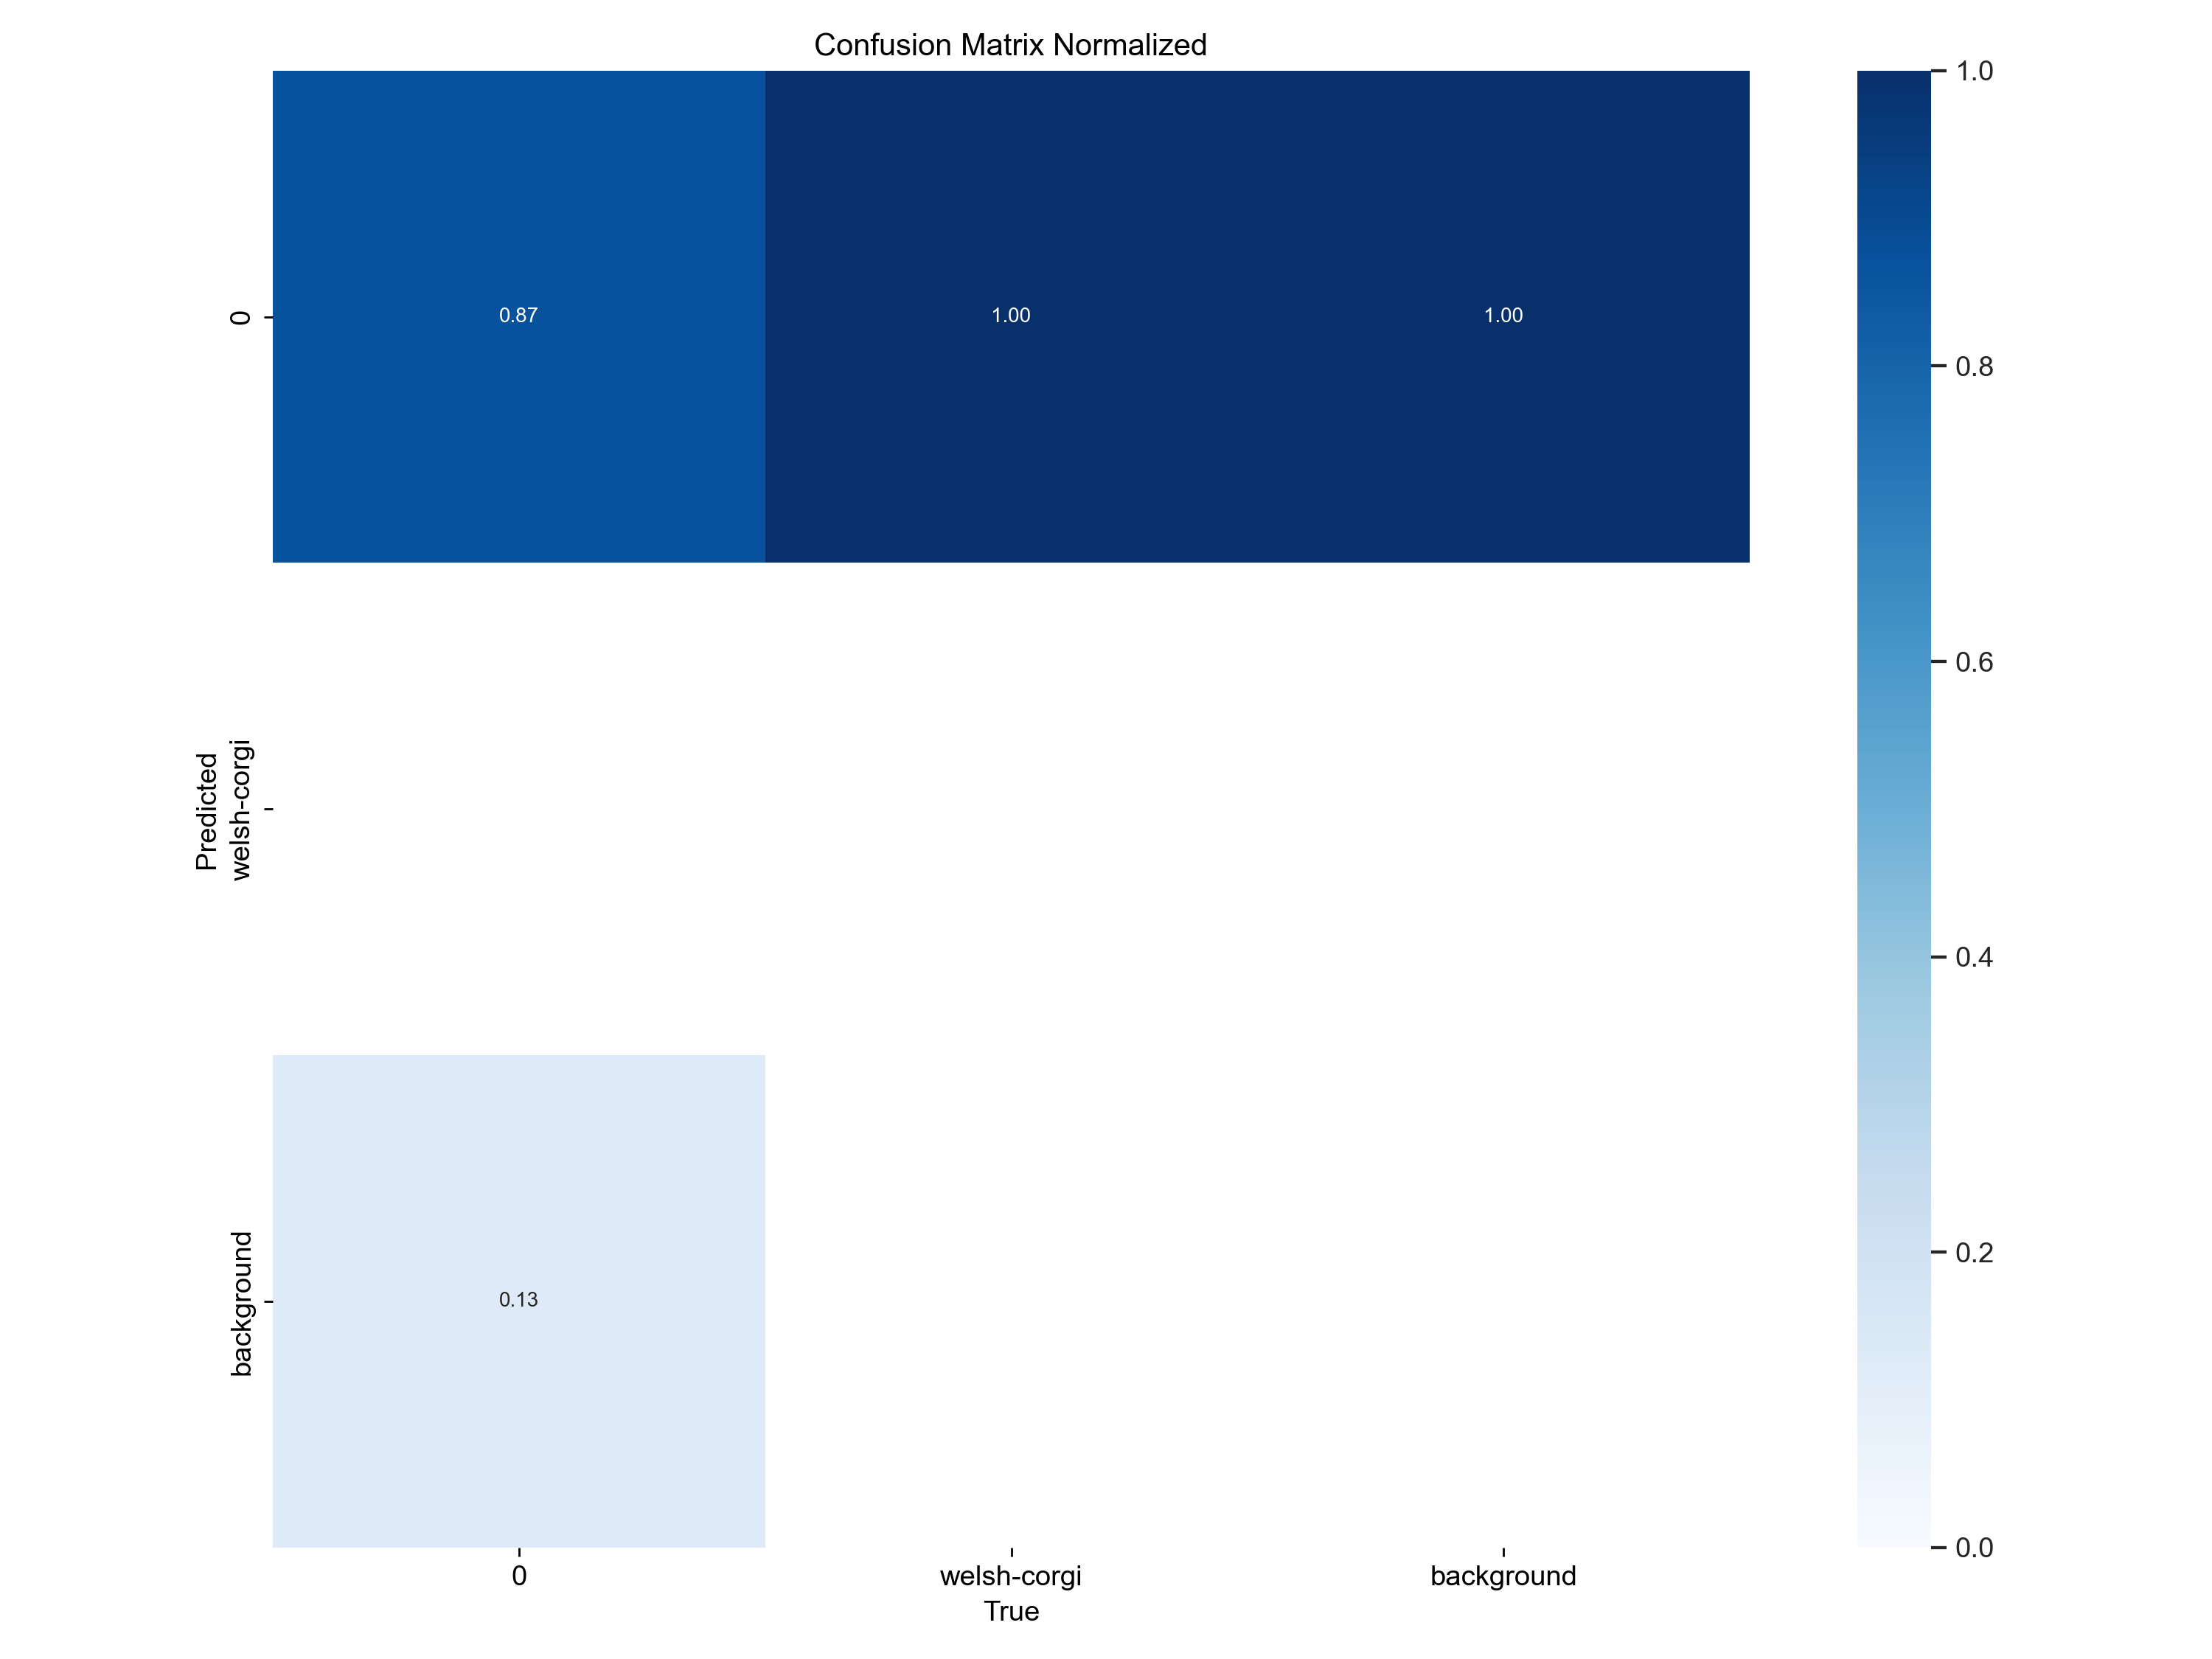 Confusion Matrix Normalized
0
0.87
1.00
1.00
Predicted
welsh-corgi
background
0.13
0
welsh-corgi
background
True
1.0
0.8
0.6
0.4
0.2
0.0